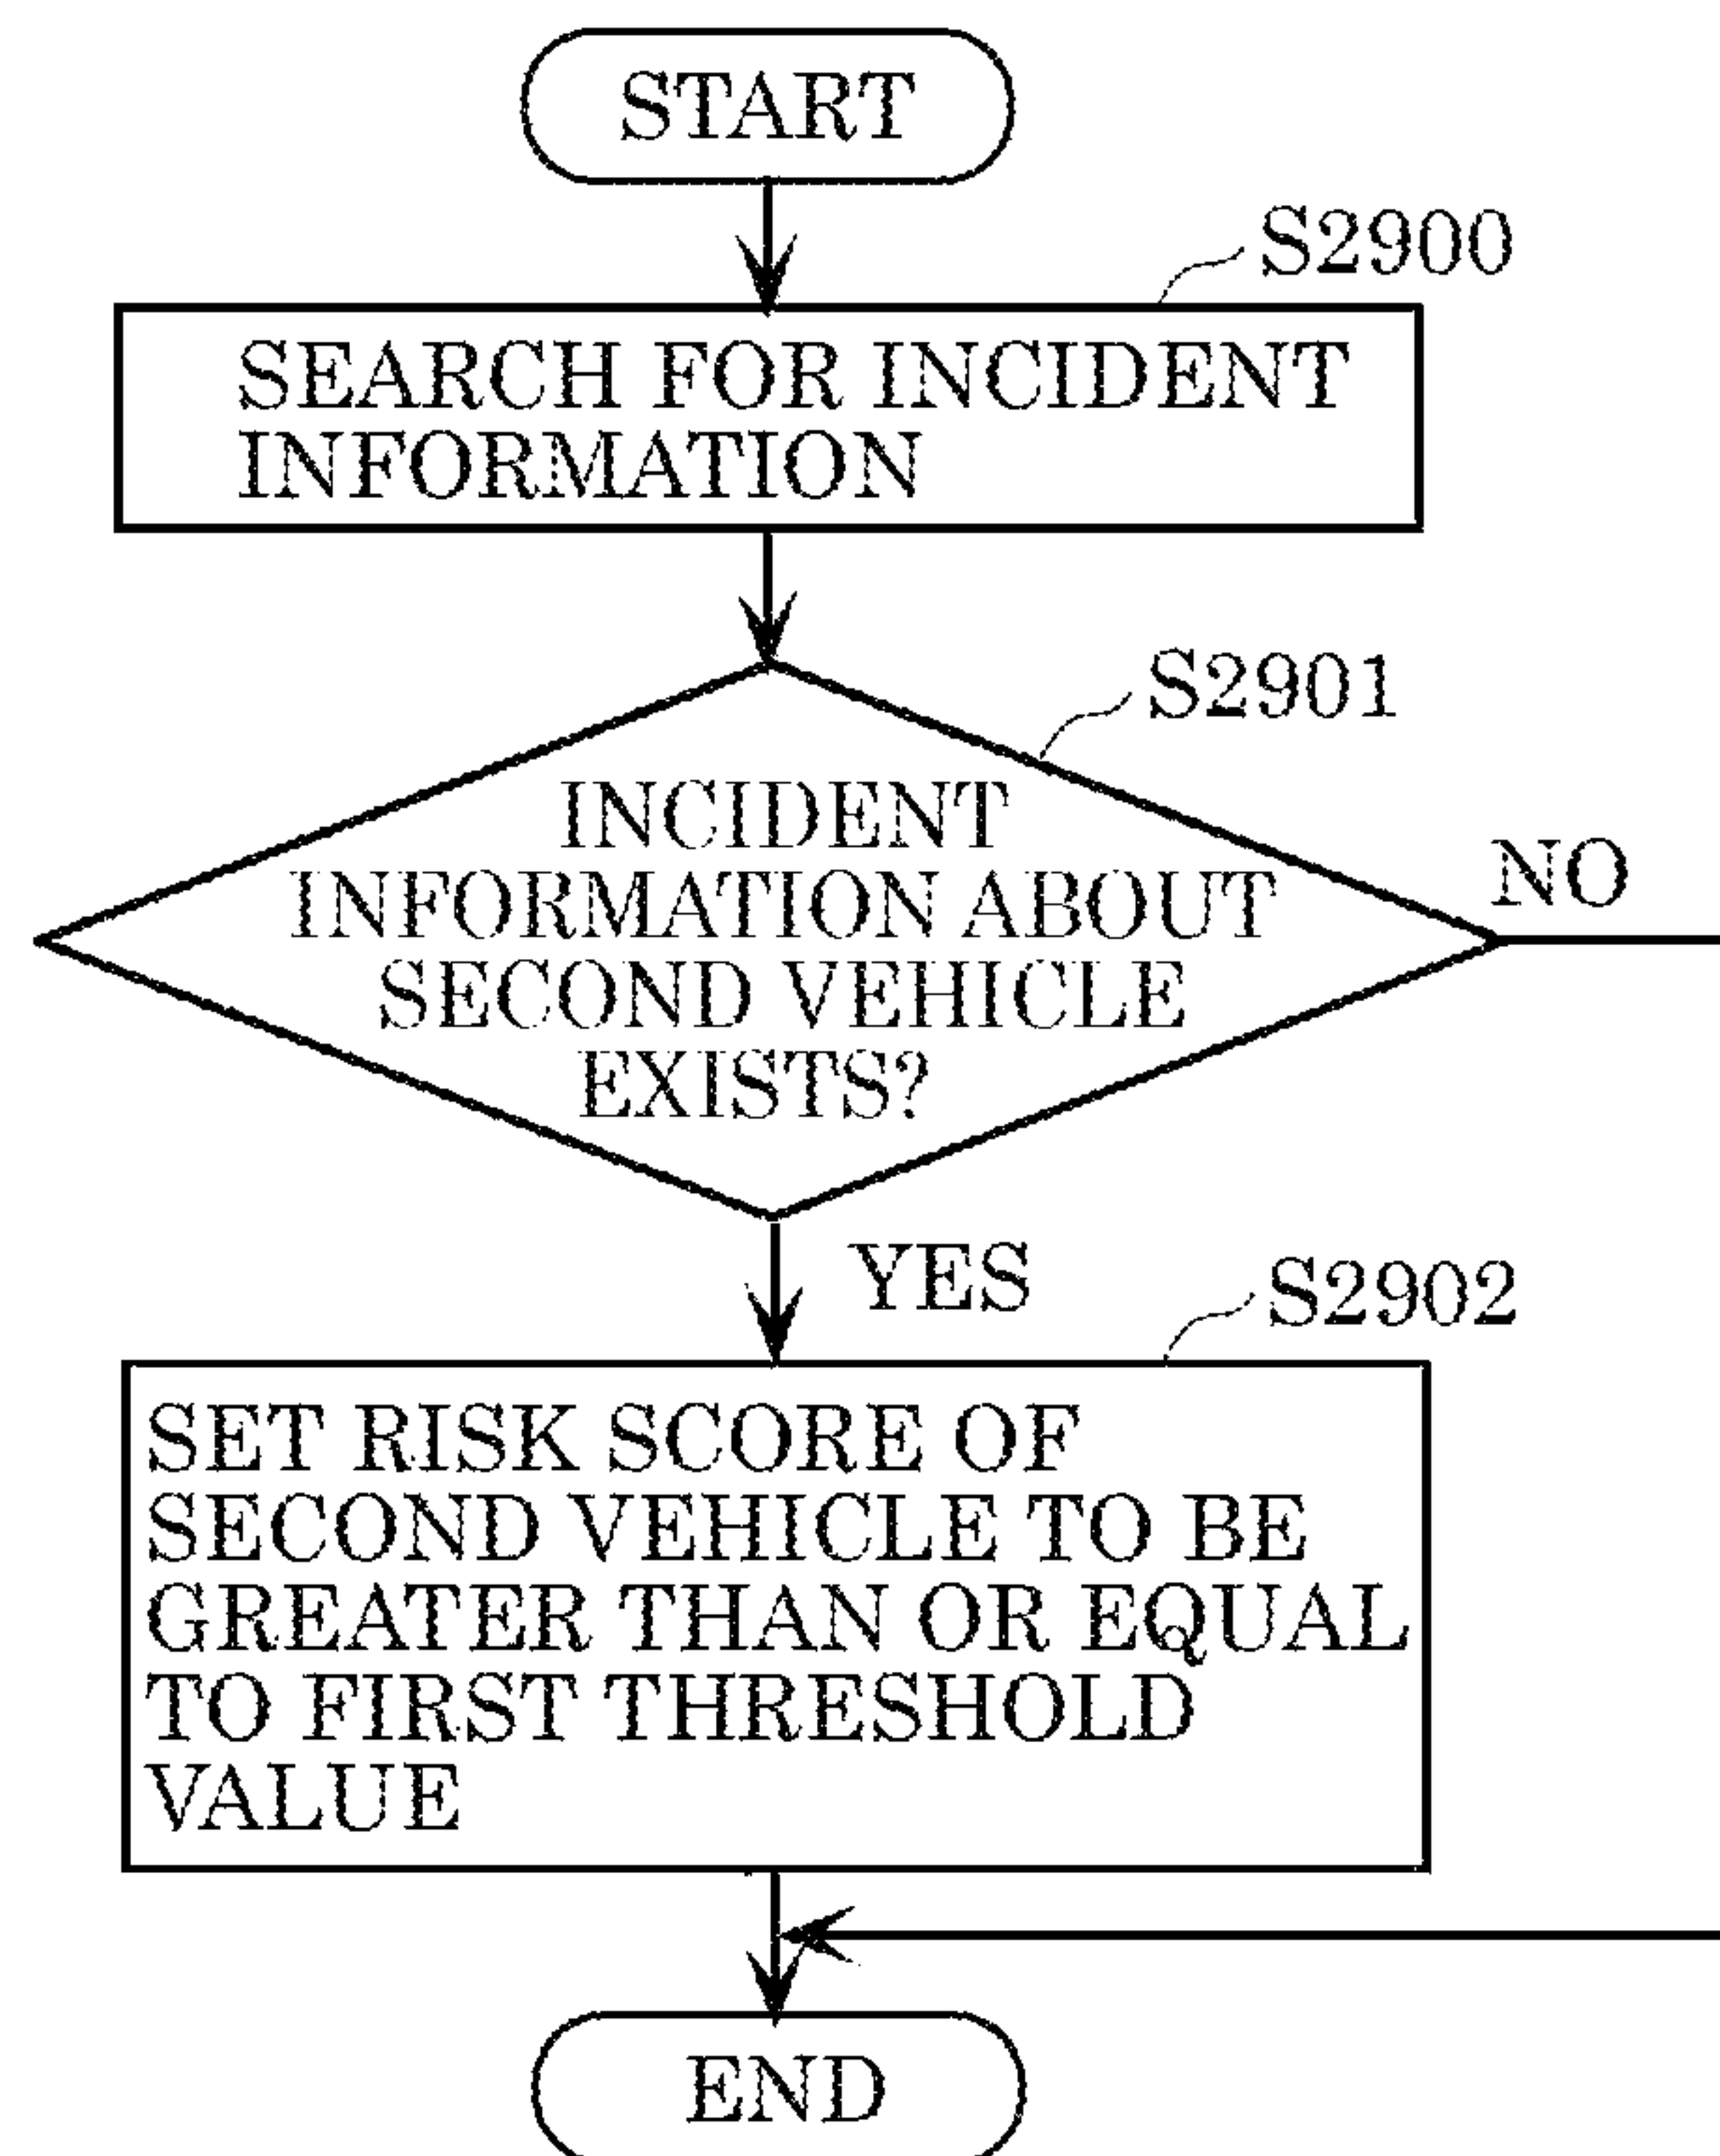 START
S2900
SEARCH FOR INCIDENT
INFORMATION
S2901
INCIDENT
INFORMATION ABOUT
SECOND VEHICLE
EXISTS?
NO
YES
S2902
SET RISK SCORE OF
SECOND VEHICLE TO BE
GREATER THAN OR EQUAL
TO FIRST THRESHOLD
VALUE
END